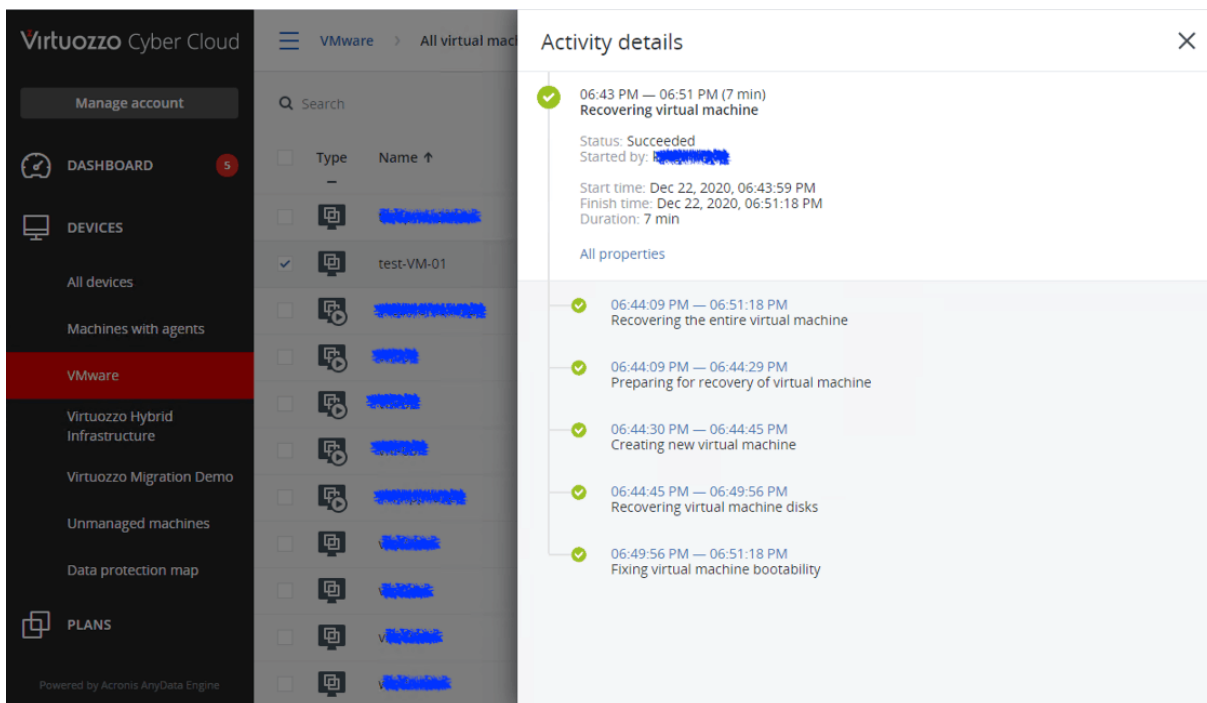 Virtuozzo Cyber Cloud
Manage account
DASHBOARD 5
DEVICES
All devices
Machines with agents
VMware
Virtuozzo Hybrid
Infrastructure
Virtuozzo Migration Demo
Unmanaged machines
Data protection map
PLANS
Powered by Acronis AnyData Engine
VMware > All virtual mac
Search
Type Name ↑
test-VM-01
Activity details
06:43 PM — 06:51 PM (7 min)
Recovering virtual machine
Status: Succeeded
Started by:
Start time: Dec 22, 2020, 06:43:59 PM
Finish time: Dec 22, 2020, 06:51:18 PM
Duration: 7 min
All properties
06:44:09 PM — 06:51:18 PM
Recovering the entire virtual machine
06:44:09 PM — 06:44:29 PM
Preparing for recovery of virtual machine
06:44:30 PM — 06:44:45 PM
Creating new virtual machine
06:44:45 PM — 06:49:56 PM
Recovering virtual machine disks
06:49:56 PM — 06:51:18 PM
Fixing virtual machine bootability